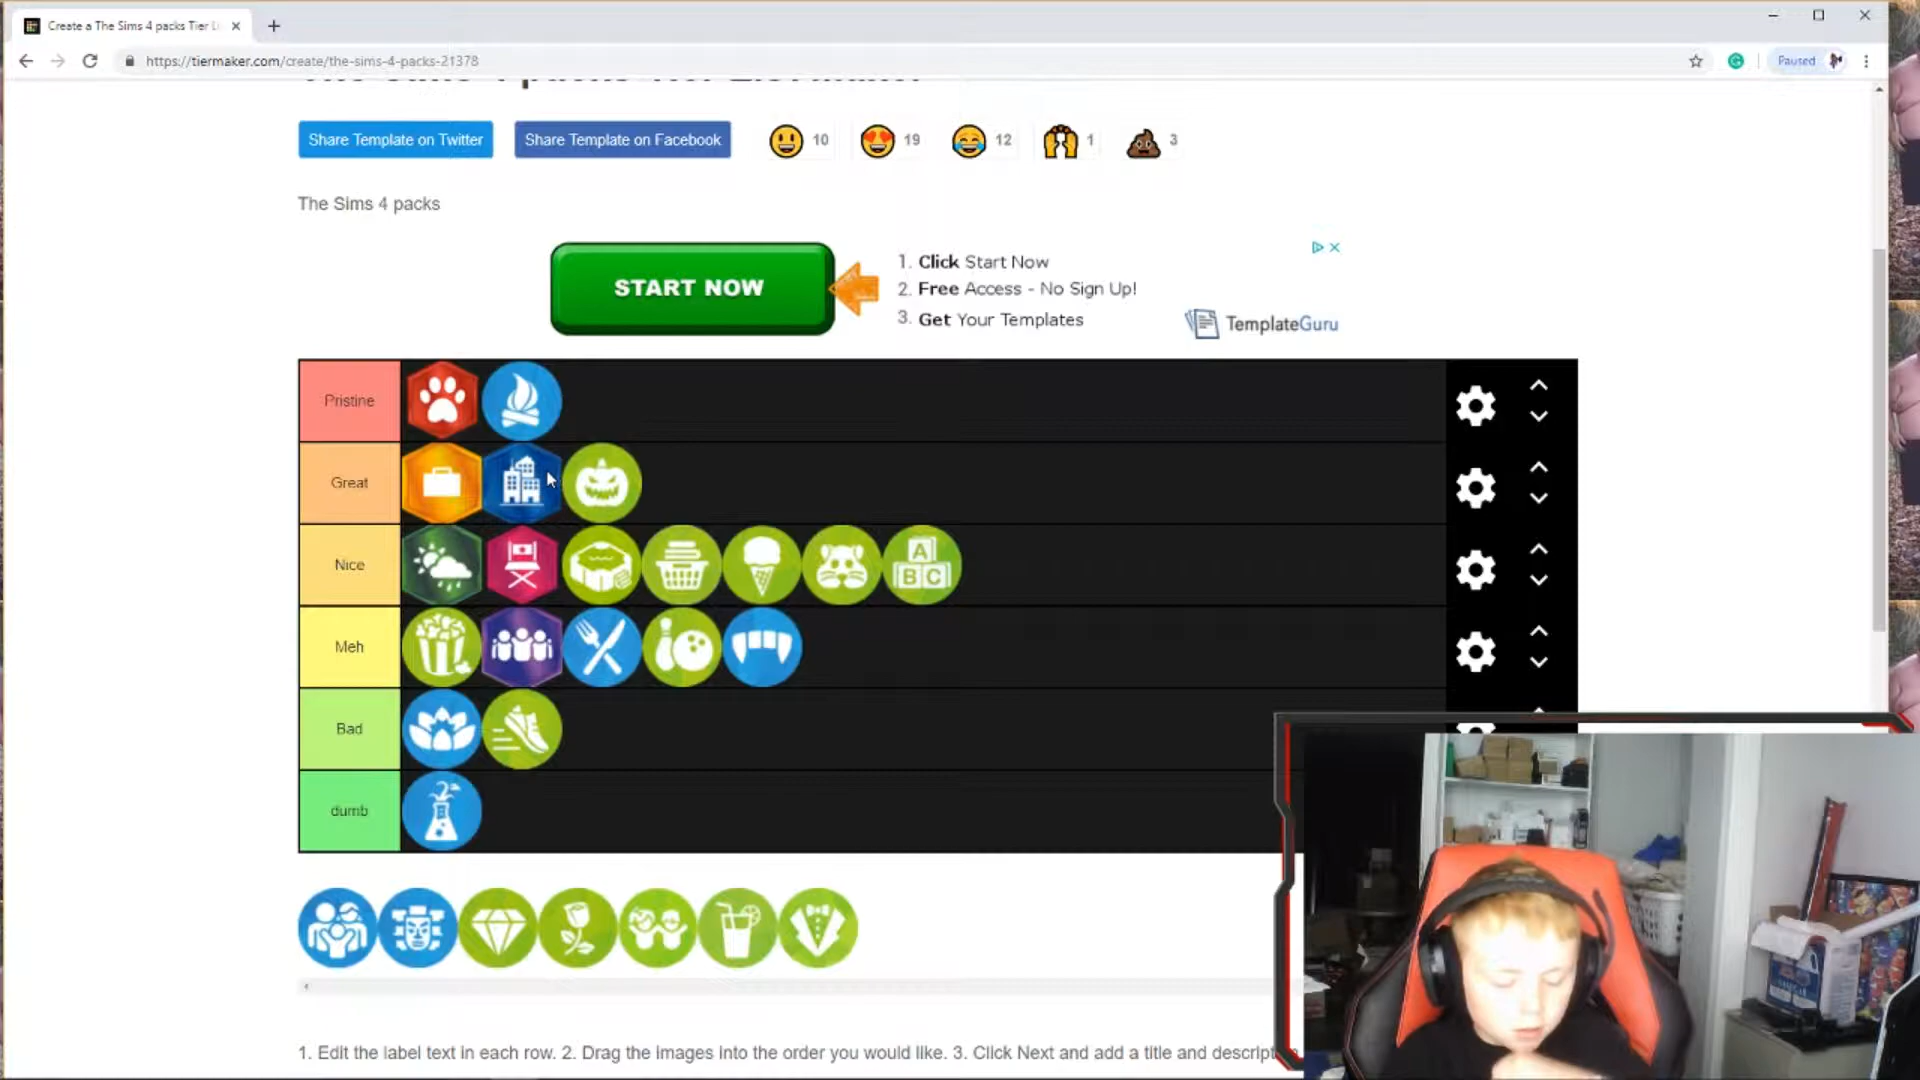 Create a The Sims 4 packs Tier Li
https://tiermaker.com/create/the-sims-4-packs-21378
Paused
Share Template on Twitter
Share Template on Facebook
10
19
12
1
3
The Sims 4 packs
START NOW
1. Click Start Now
2. Free Access - No Sign Up!
3. Get Your Templates
TemplateGuru
Pristine
Great
Nice
A
B C
Meh
Bad
dumb
1. Edit the label text in each row. 2. Drag the images into the order you would like. 3. Click Next and add a title and descript